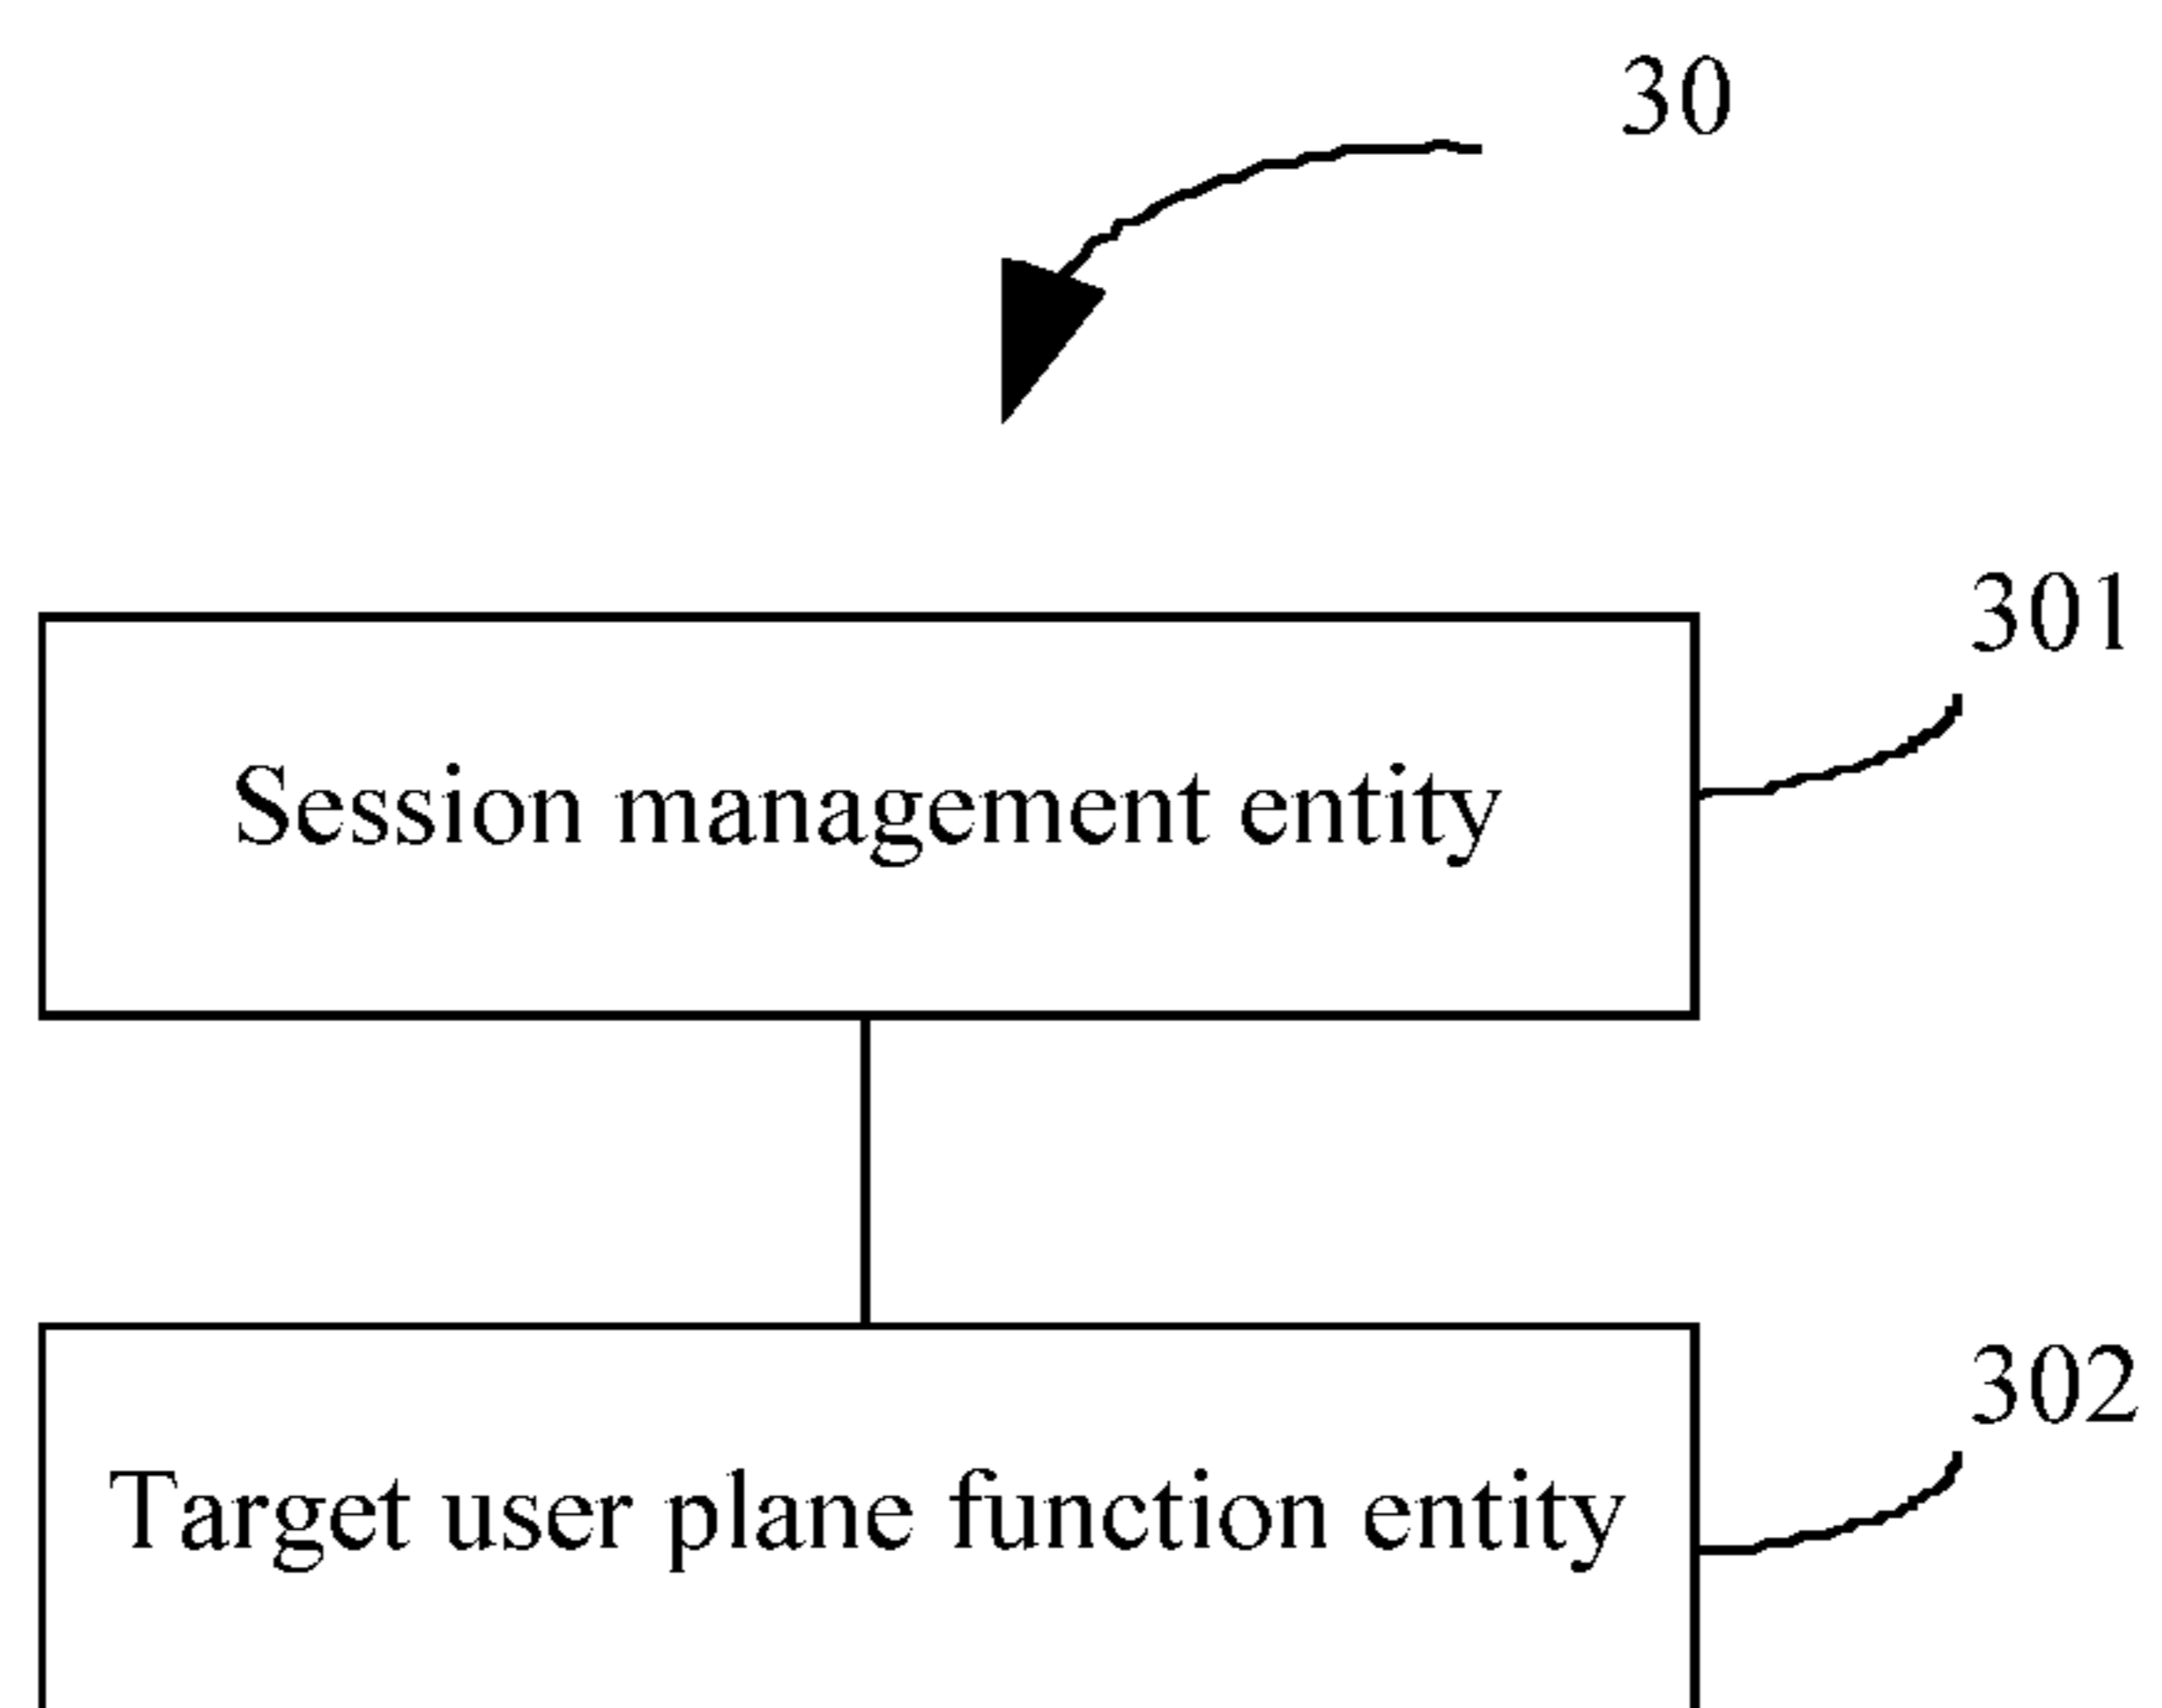 30
301
Session management entity
302
Target user plane function entity